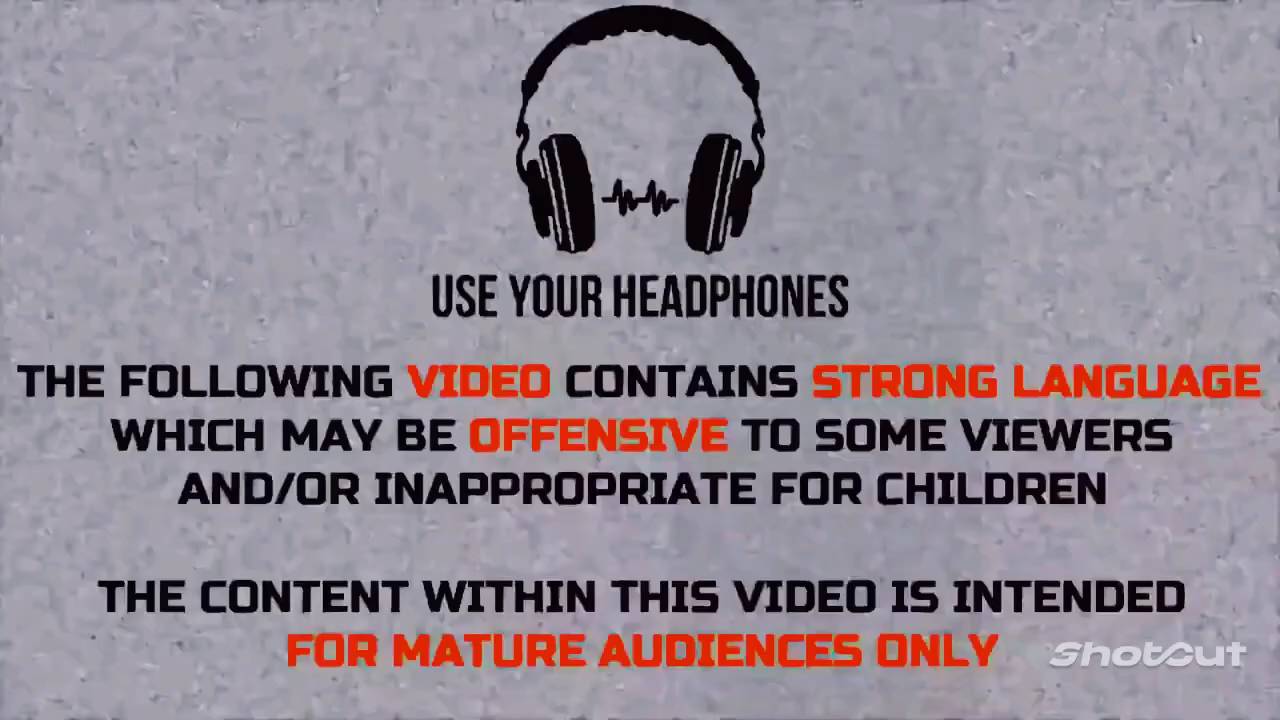 USE YOUR HEADPHONES
THE FOLLOWING VIDEO CONTAINS STRONG LANGUAGE
WHICH MAY BE OFFENSIVE TO SOME VIEWERS
AND/OR INAPPROPRIATE FOR CHILDREN
THE CONTENT WITHIN THIS VIDEO IS INTENDED
FOR MATURE AUDIENCES ONLY
ShotCut